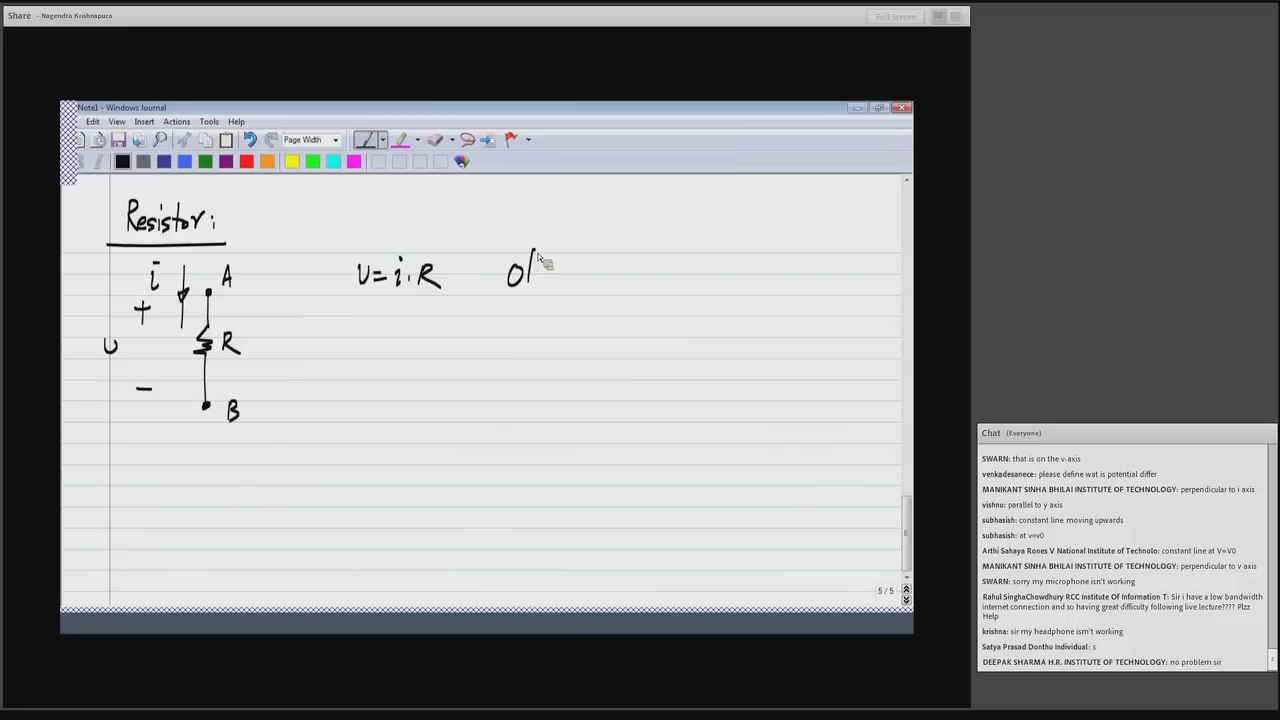 Share - Nagendra Krishnapura
Full Screen
Note1 - Windows Journal
Edit View Insert Actions Tools Help
Page Width
Resistor:
i A
v = i . R
+
v R
-
B
5 / 5
Chat (Everyone)
SWARN: that is on the v-axis
venkadesanece: please define wat is potential differ
MANIKANT SINHA BHILAI INSTITUTE OF TECHNOLOGY: perpendicular to i axis
vishnu: parallel to y axis
subhasish: constant line moving upwards
subhasish: at v=v0
Arthi Sahaya Rones V National Institute of Technolo: constant line at V=V0
MANIKANT SINHA BHILAI INSTITUTE OF TECHNOLOGY: perpendicular to v axis
SWARN: sorry my microphone isn't working
Rahul SinghaChowdhury RCC Institute Of Information T: Sir i have a low bandwidth
internet connection and so having great difficulty following live lecture???? Plzz
Help
krishna: sir my headphone ism't working
Satya Prasad Donthu Individual: s
DEEPAK SHARMA H.R. INSTITUTE OF TECHNOLOGY: no problem sir